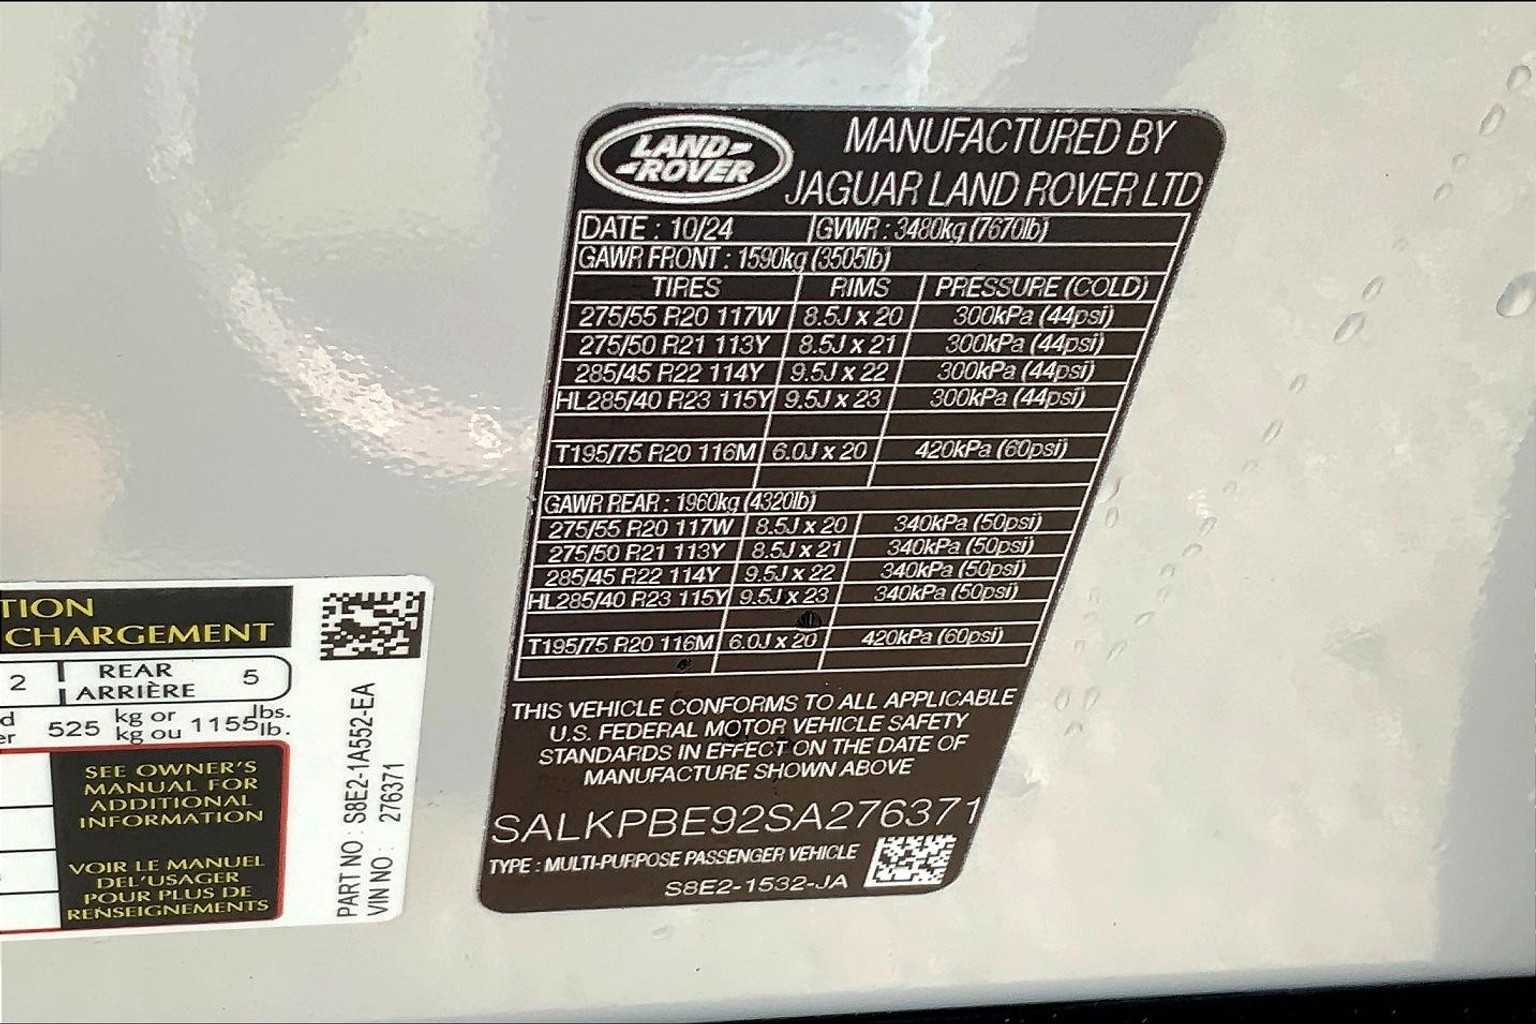 LAND-
-ROVER
MANUFACTURED BY
JAGUAR LAND ROVER LTD
DATE : 10/24 GVWR : 3480kg (7670lb)
GAWR FRONT : 1590kg (3505lb)
TIRES RIMS PRESSURE (COLD)
275/55 R20 117W 8.5J x 20 300kPa (44psi)
275/50 R21 113Y 8.5J x 21 300kPa (44psi)
285/45 R22 114Y 9.5J x 22 300kPa (44psi)
HL285/40 R23 115Y 9.5J x 23 300kPa (44psi)
T195/75 R20 116M 6.0J x 20 420kPa (60psi)
GAWR REAR : 1960kg (4320lb)
275/55 R20 117W 8.5J x 20 340kPa (50psi)
275/50 R21 113Y 8.5J x 21 340kPa (50psi)
285/45 R22 114Y 9.5J x 22 340kPa (50psi)
HL285/40 R23 115Y 9.5J x 23 340kPa (50psi)
T195/75 R20 116M 6.0J x 20 420kPa (60psi)
THIS VEHICLE CONFORMS TO ALL APPLICABLE
U.S. FEDERAL MOTOR VEHICLE SAFETY
STANDARDS IN EFFECT ON THE DATE OF
MANUFACTURE SHOWN ABOVE
SALKPBE92SA276371
TYPE : MULTI-PURPOSE PASSENGER VEHICLE
S8E2-1532-JA
TION
CHARGEMENT
2 REAR 5
ARRIÈRE
525 kg or 1155 lbs.
kg ou lb.
SEE OWNER'S
MANUAL FOR
ADDITIONAL
INFORMATION
VOIR LE MANUEL
DEL'USAGER
POUR PLUS DE
RENSEIGNEMENTS
PART NO : S8E2-1A552-EA
VIN NO : 276371